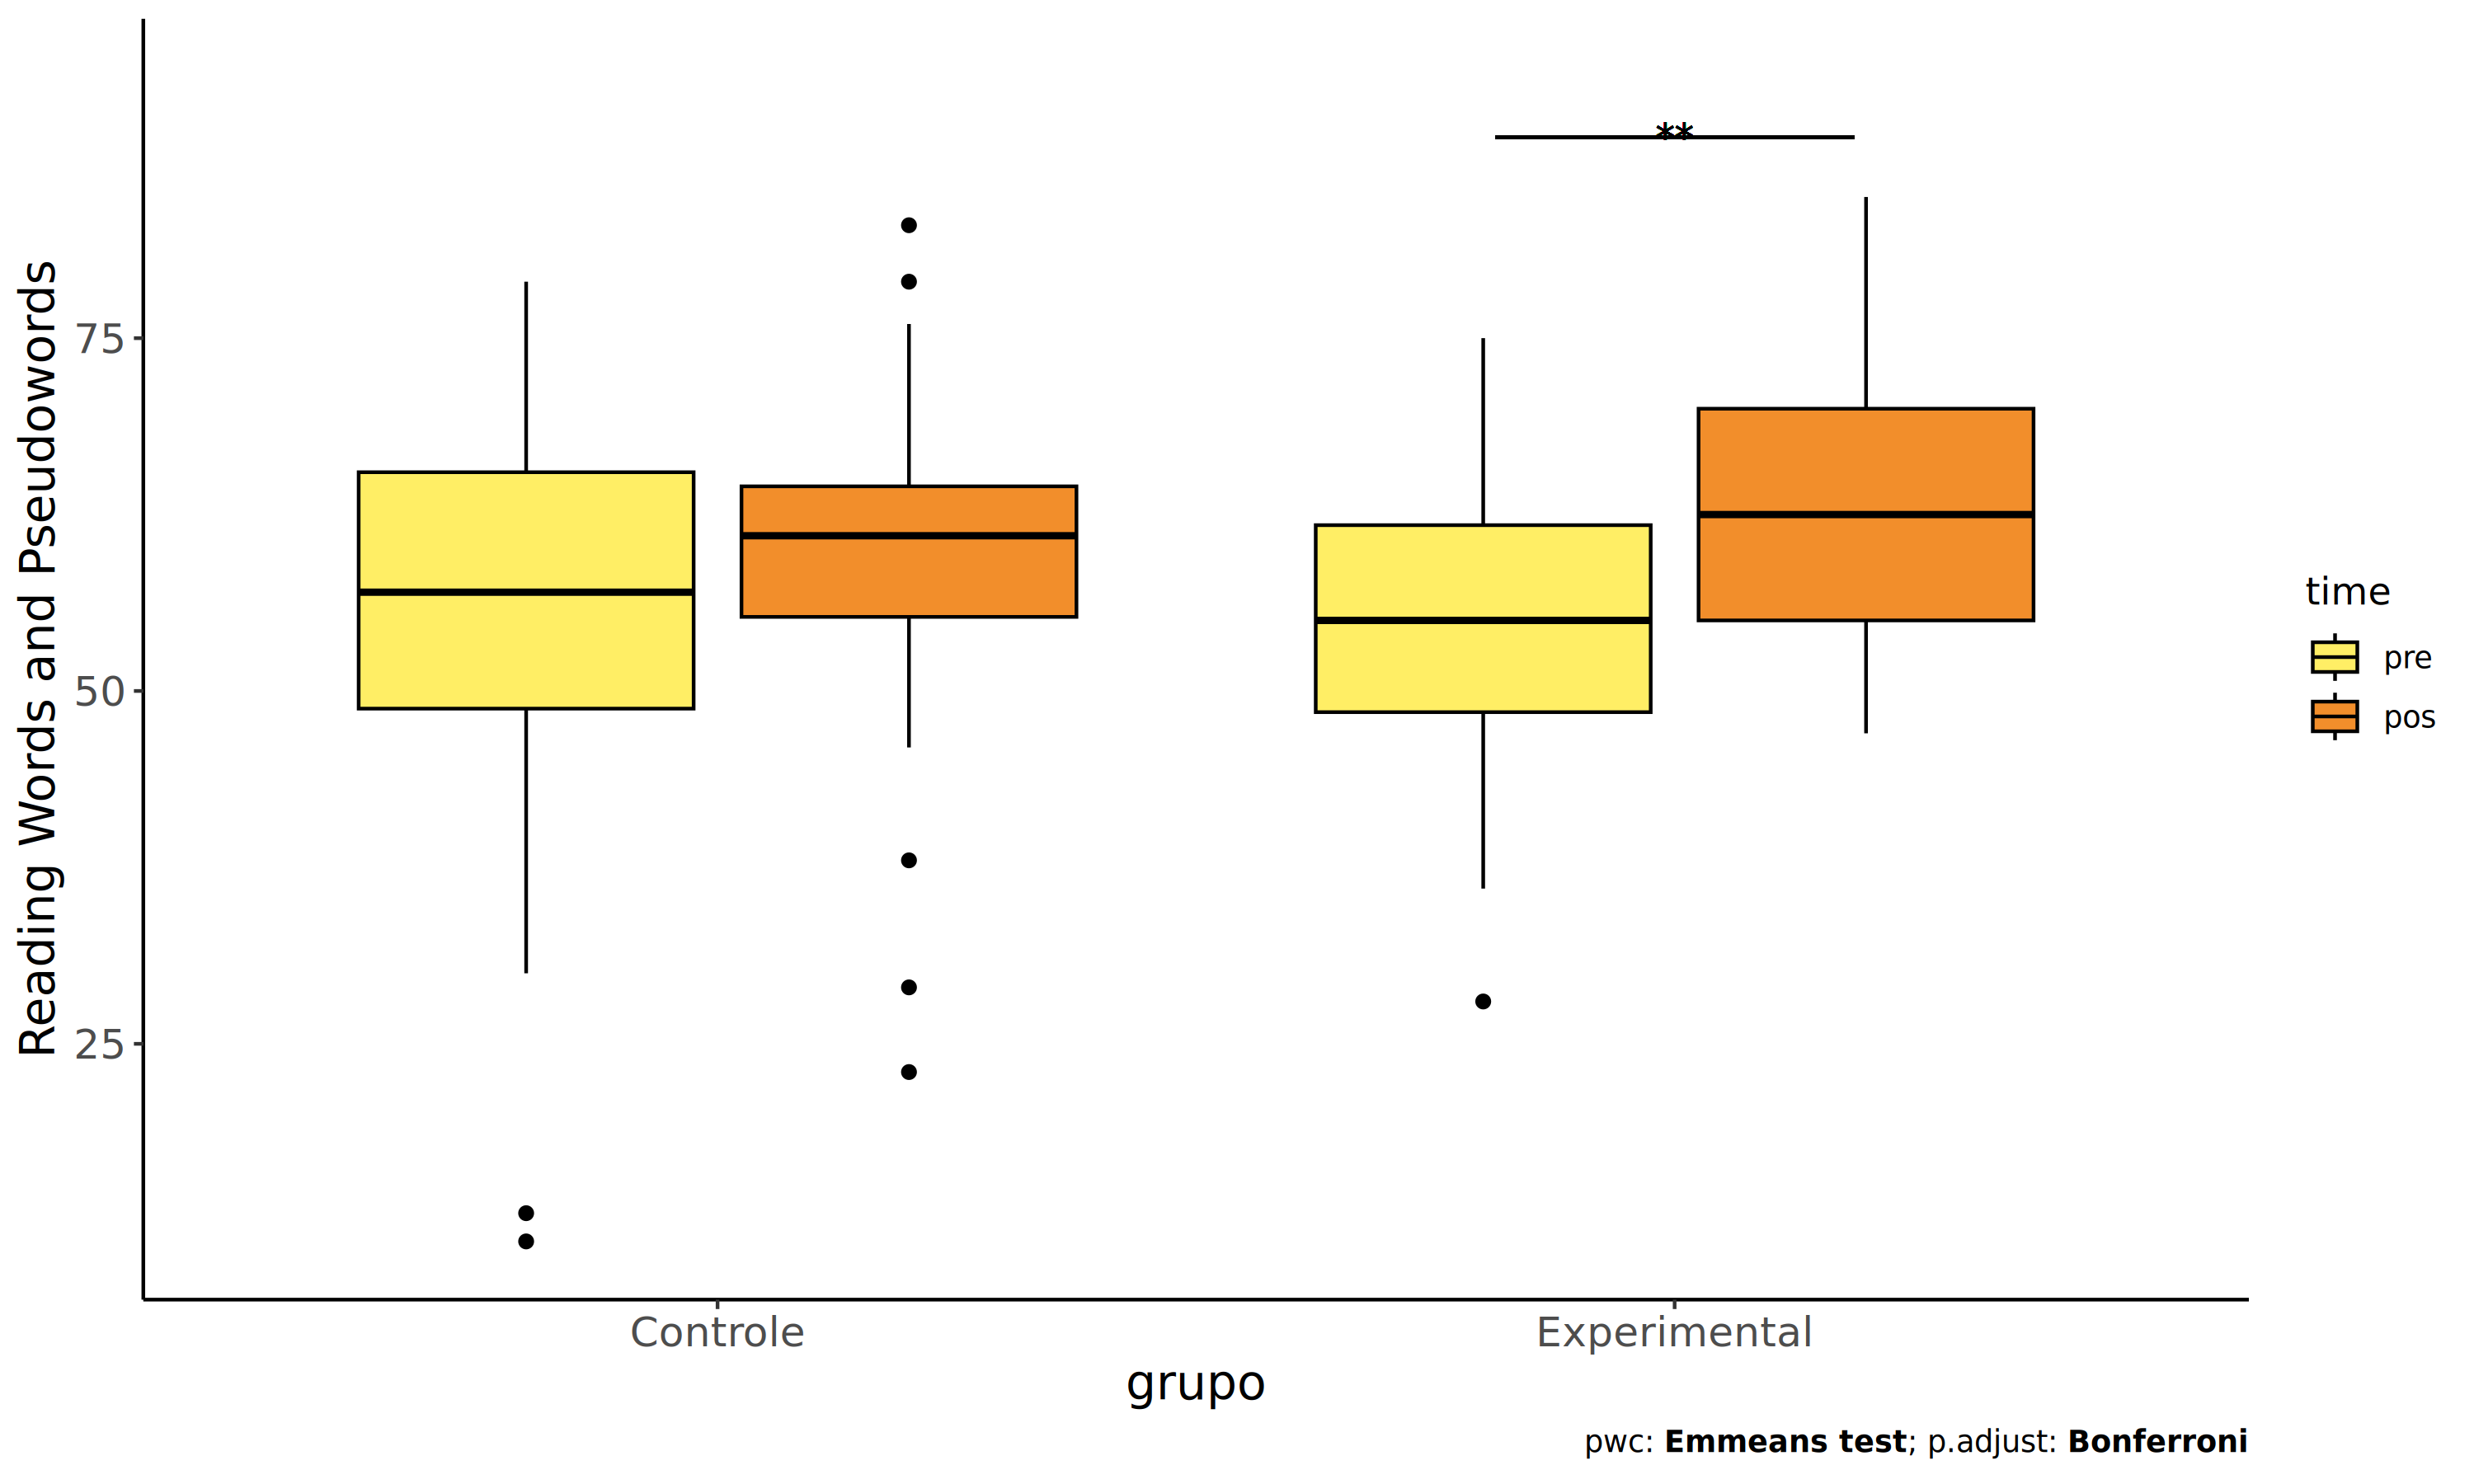 **
Reading Words and Pseudowords
75
50
25
Controle
Experimental
grupo
time
pre
pos
pwc: Emmeans test; p.adjust: Bonferroni